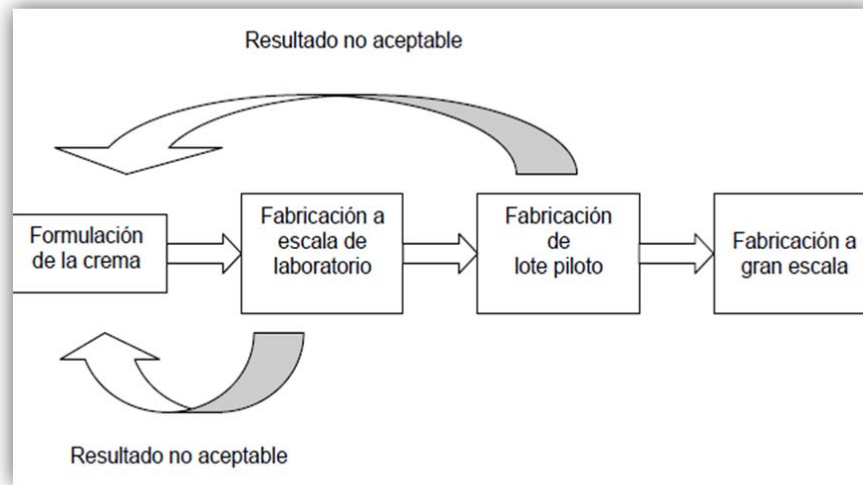 Resultado no aceptable
Formulación
de la crema
Fabricación a
escala de
laboratorio
Fabricación
de
lote piloto
Fabricación a
gran escala
Resultado no aceptable